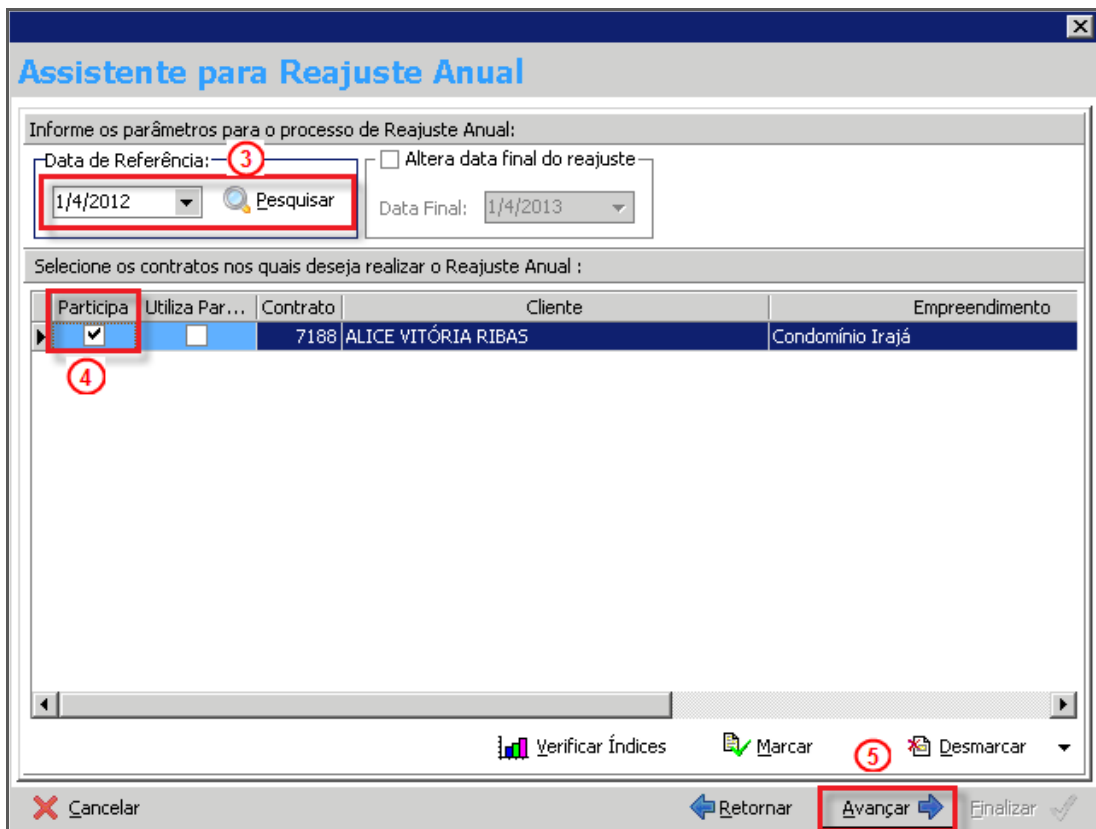 Assistente para Reajuste Anual
Informe os parâmetros para o processo de Reajuste Anual:
Data de Referência: 3 Altera data final do reajuste
1/4/2012 Pesquisar Data Final: 1/4/2013
Selecione os contratos nos quais deseja realizar o Reajuste Anual :
Participa Utiliza Par... Contrato Cliente Empreendimento
7188 ALICE VITÓRIA RIBAS Condomínio Irajá
4
Verificar Índices Marcar 5 Desmarcar
Cancelar Retornar Avançar Finalizar